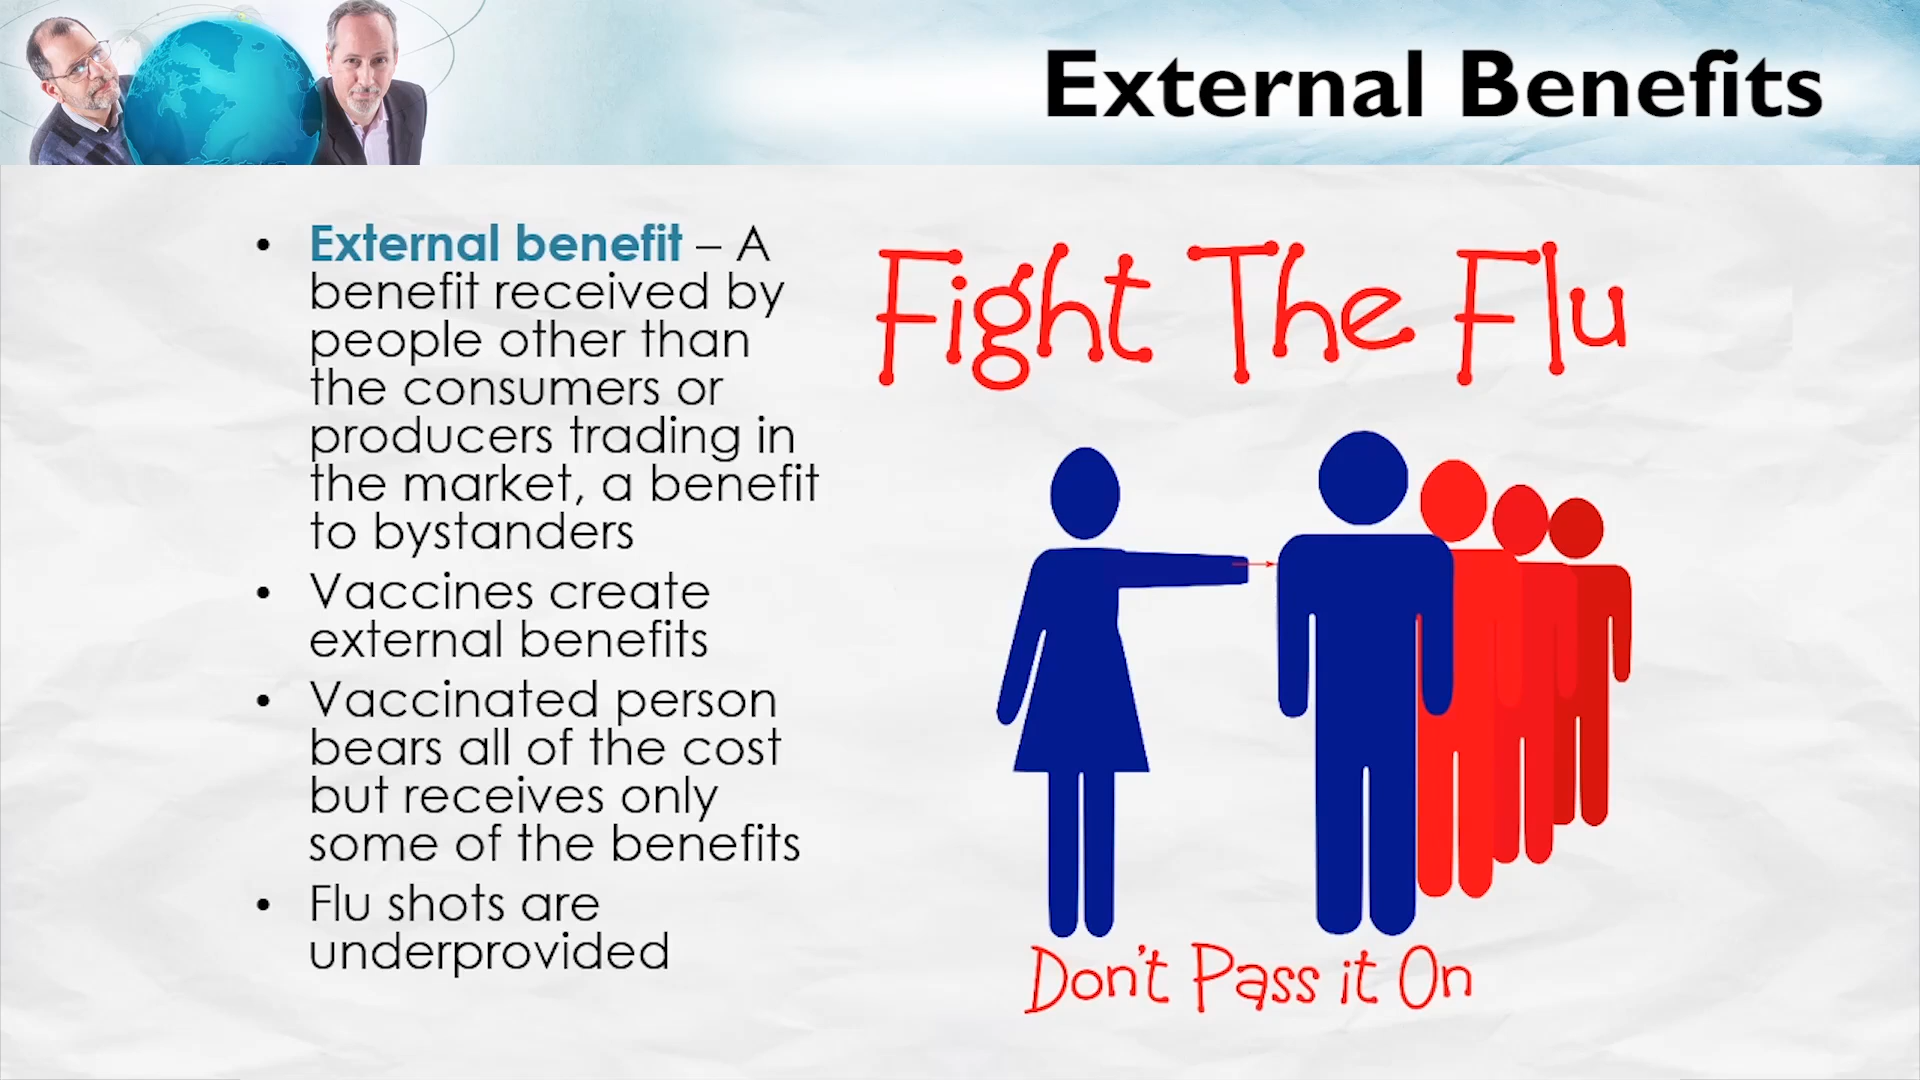 External Benefits
• External benefit – A
benefit received by
people other than
the consumers or
producers trading in
the market, a benefit
to bystanders
• Vaccines create
external benefits
• Vaccinated person
bears all of the cost
but receives only
some of the benefits
• Flu shots are
underprovided
Fight The Flu
Don't Pass it On